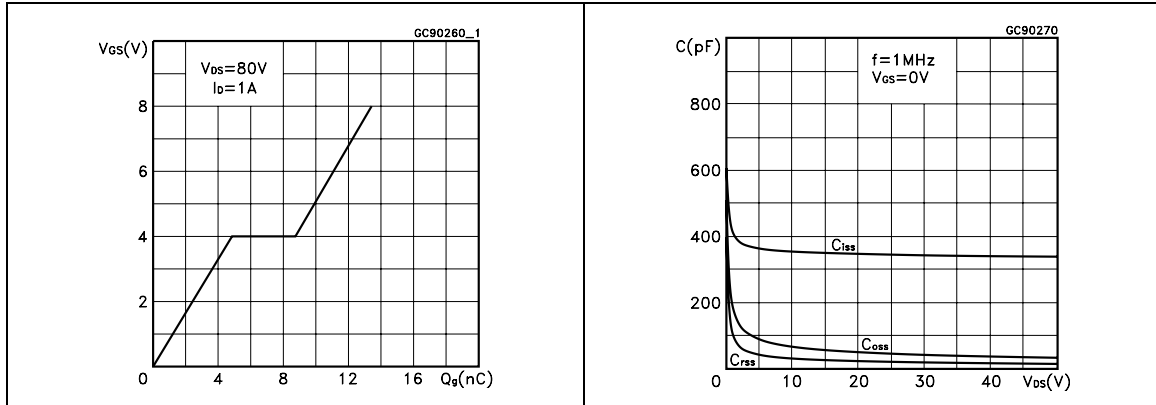 GC90260_1
VGS(V)
VDS=80V
ID=1A
8
6
4
2
0 4 8 12 16 Qg(nC)
GC90270
C(pF)
f=1MHz
VGS=0V
800
600
400
Ciss
200
Coss
Crss
0 10 20 30 40 VDS(V)